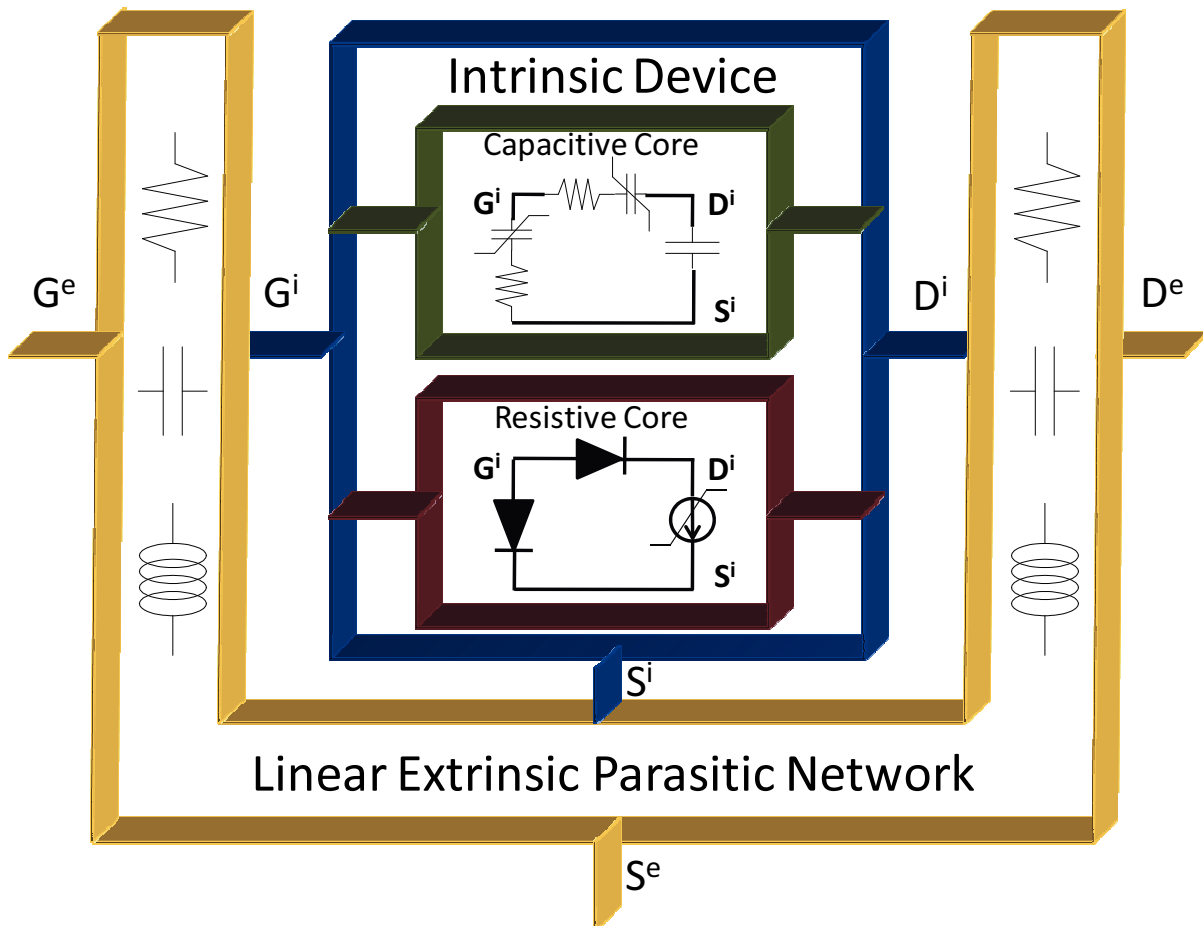 Intrinsic Device
Capacitive Core
Gⁱ
Dⁱ
Sⁱ
Gᵉ
Gⁱ
Dⁱ
Dᵉ
Resistive Core
Gⁱ
Dⁱ
Sⁱ
Sⁱ
Linear Extrinsic Parasitic Network
Sᵉ